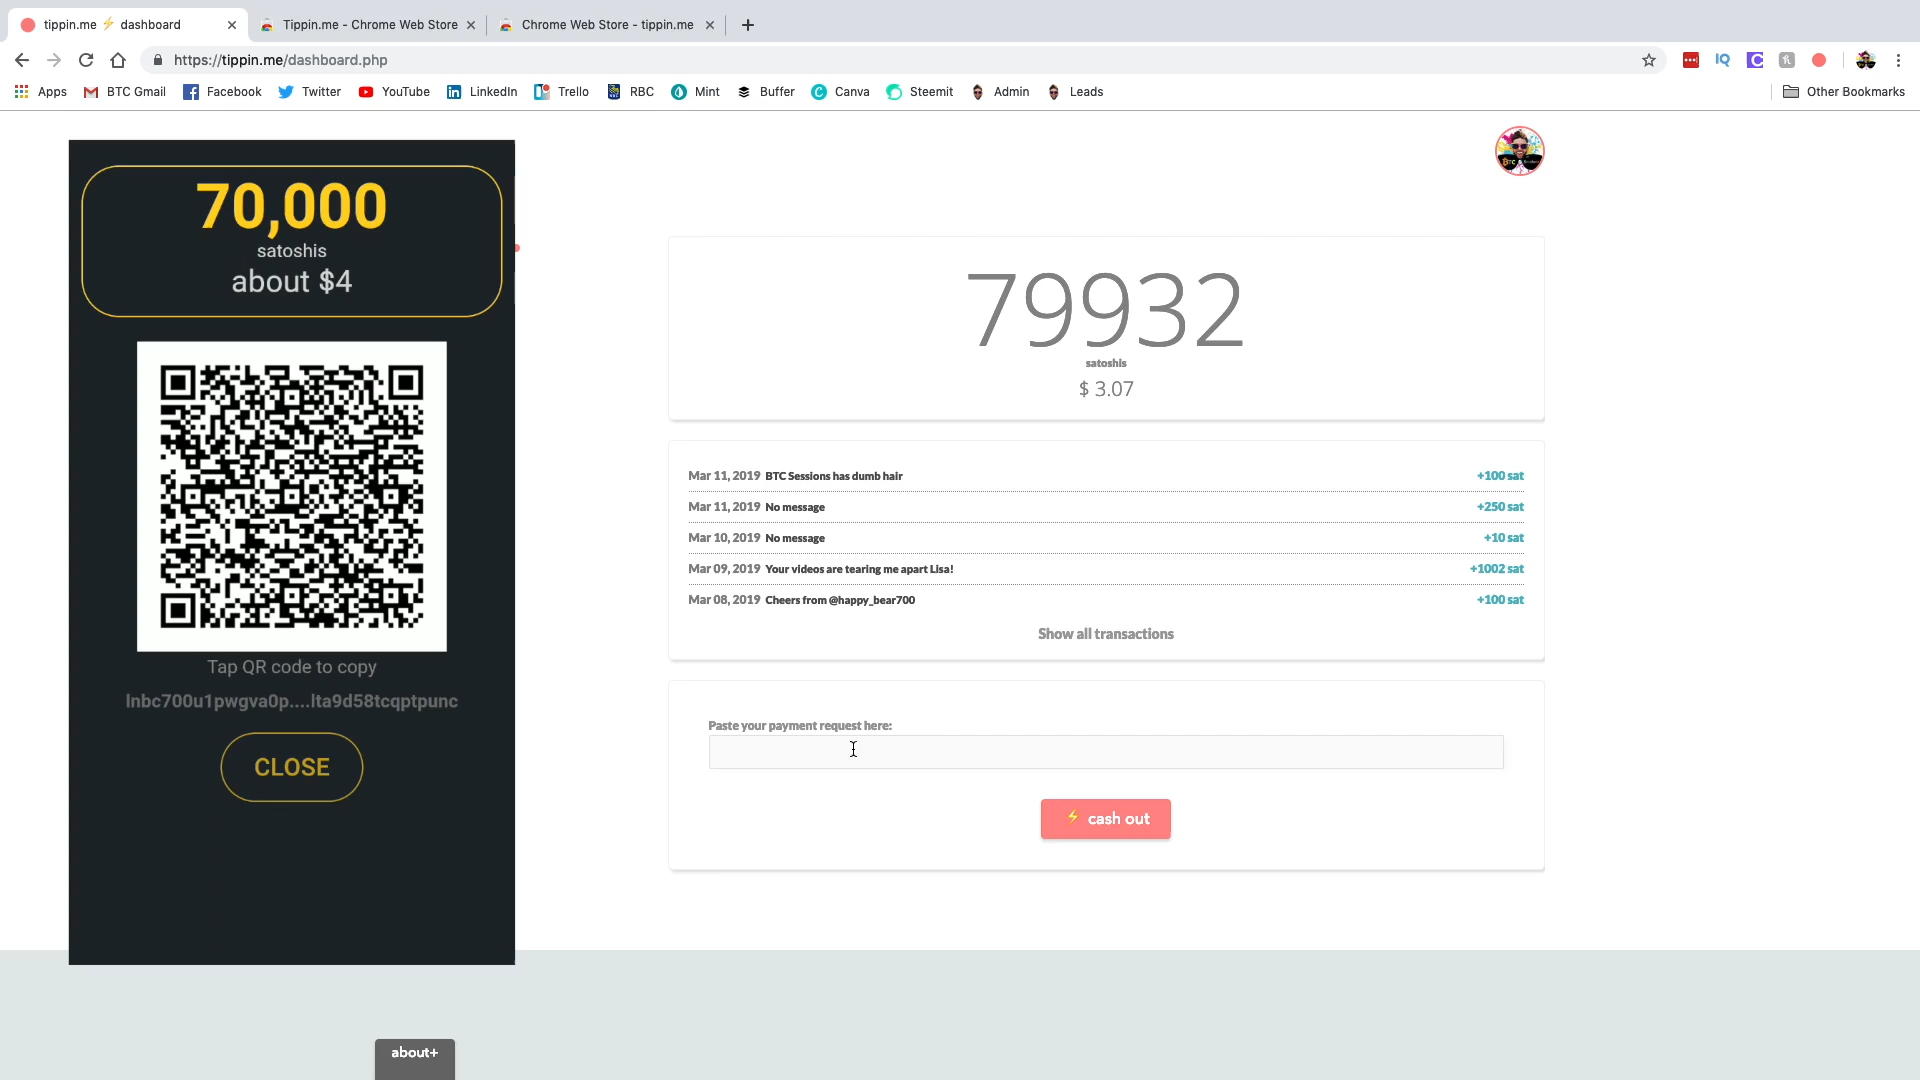 tippin.me ⚡ dashboard
Tippin.me - Chrome Web Store
Chrome Web Store - tippin.me
https://tippin.me/dashboard.php
IQ
Apps
BTC Gmail
Facebook
Twitter
YouTube
LinkedIn
Trello
RBC
Mint
Buffer
Canva
Steemit
Admin
Leads
Other Bookmarks
70,000
satoshis
about $4
Tap QR code to copy
lnbc700u1pwgva0p....lta9d58tcqptpunc
CLOSE
79932
satoshis
$ 3.07
Mar 11, 2019 BTC Sessions has dumb hair +100 sat
Mar 11, 2019 No message +250 sat
Mar 10, 2019 No message +10 sat
Mar 09, 2019 Your videos are tearing me apart Lisa! +1002 sat
Mar 08, 2019 Cheers from @happy_bear700 +100 sat
Show all transactions
Paste your payment request here:
⚡ cash out
about+